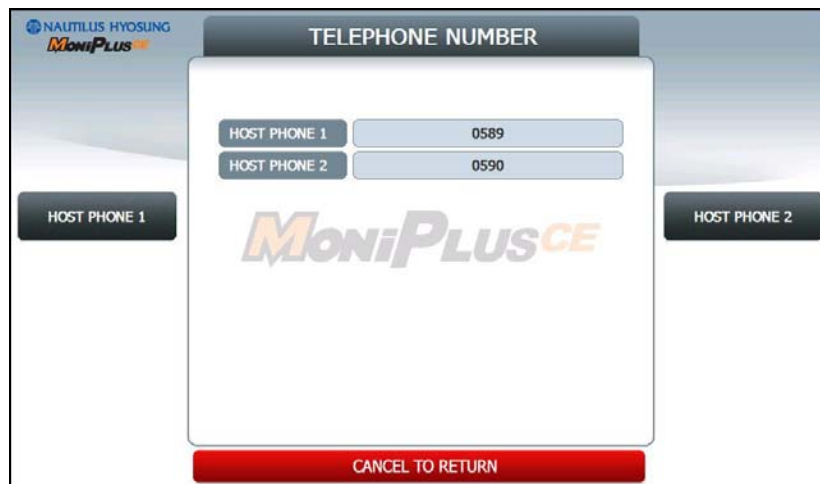 NAUTILUS HYOSUNG
MoniPlusCE
TELEPHONE NUMBER
HOST PHONE 1 0589
HOST PHONE 2 0590
HOST PHONE 1
HOST PHONE 2
MoniPlusCE
CANCEL TO RETURN